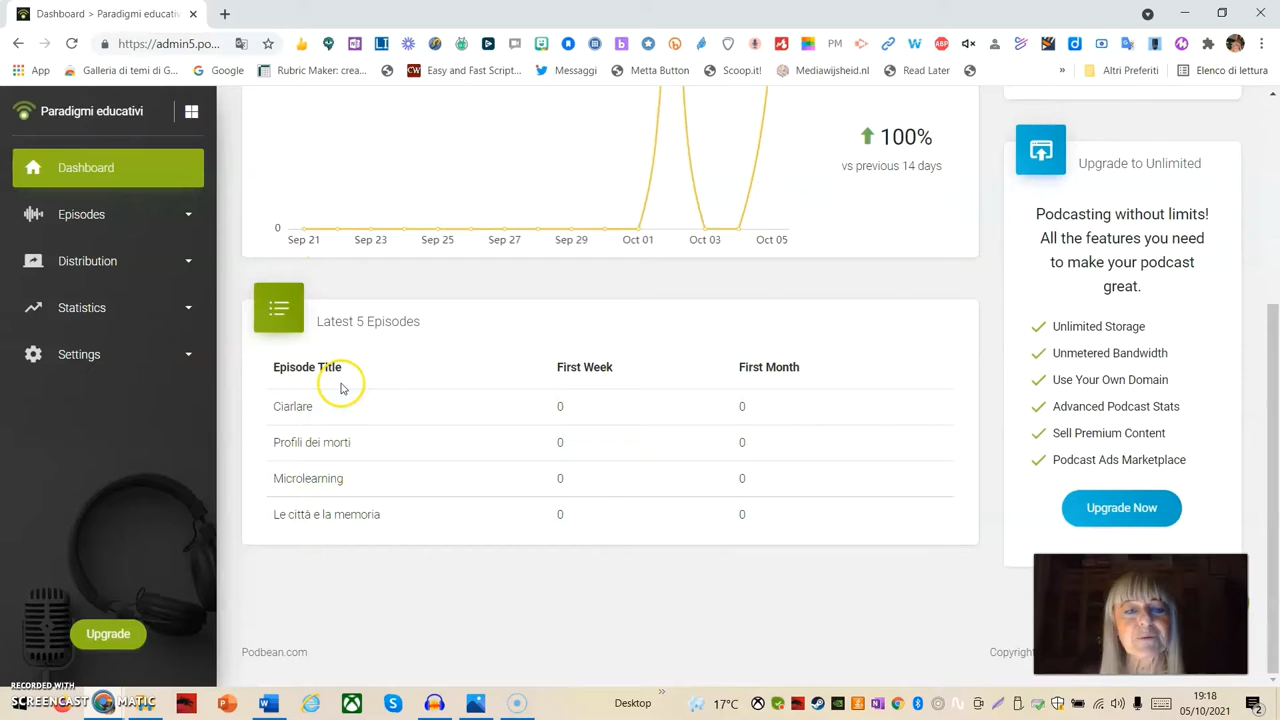 Dashboard > Paradigmi educativi
https://admin5.po...
PM
ABP
App
Galleria di temi di G...
Google
Rubric Maker: crea...
CW
Easy and Fast Script...
Messaggi
Metta Button
Scoop.it!
Mediawijsheid.nl
Read Later
»
Altri Preferiti
Elenco di lettura
Paradigmi educativi
Dashboard
Episodes
Distribution
Statistics
Settings
Upgrade
100%
vs previous 14 days
0
Sep 21
Sep 23
Sep 25
Sep 27
Sep 29
Oct 01
Oct 03
Oct 05
Latest 5 Episodes
Episode Title First Week First Month
Ciarlare 0 0
Profili dei morti 0 0
Microlearning 0 0
Le città e la memoria 0 0
Upgrade to Unlimited
Podcasting without limits!
All the features you need
to make your podcast
great.
Unlimited Storage
Unmetered Bandwidth
Use Your Own Domain
Advanced Podcast Stats
Sell Premium Content
Podcast Ads Marketplace
Upgrade Now
Podbean.com
Copyright
RECORDED WITH
SCREENCAST MATIC
Desktop
»
17°C
19:18
05/10/2021
2